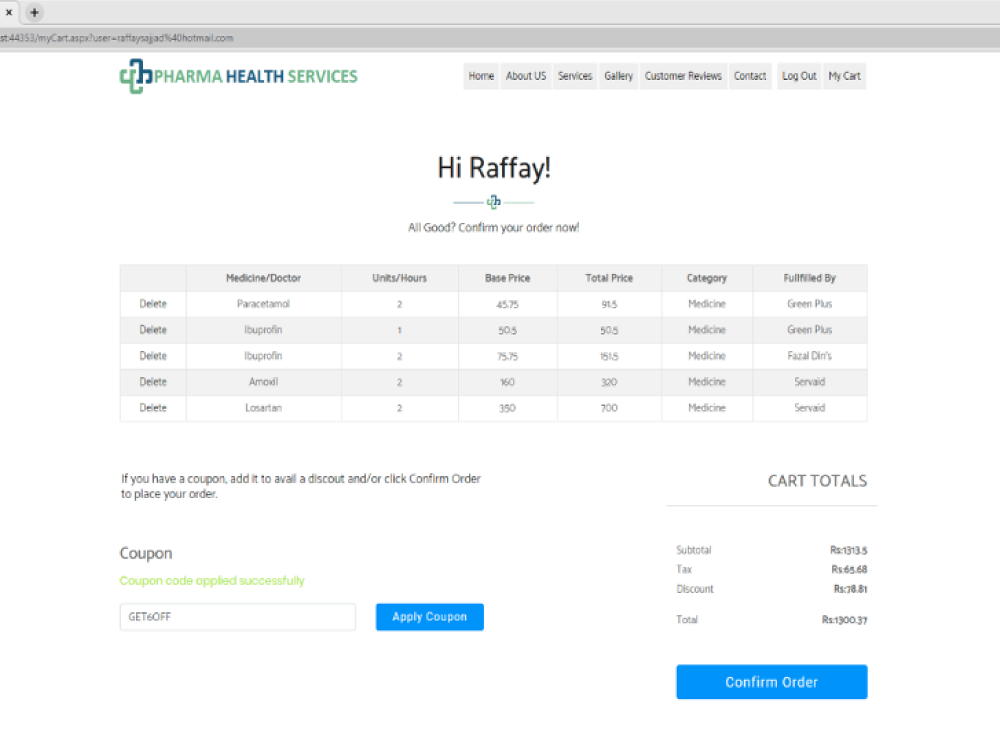 ×
+
st:44353/myCart.aspx?user=raffaysajjad%40hotmail.com
PHARMA HEALTH SERVICES
Home About US Services Gallery Customer Reviews Contact Log Out My Cart
Hi Raffay!
All Good? Confirm your order now!
Medicine/Doctor Units/Hours Base Price Total Price Category Fullfilled By
Delete Paracetamol 2 45.75 91.5 Medicine Green Plus
Delete Ibuprofin 1 50.5 50.5 Medicine Green Plus
Delete Ibuprofin 2 75.75 151.5 Medicine Fazal Din's
Delete Amoxil 2 160 320 Medicine Servaid
Delete Losartan 2 350 700 Medicine Servaid
If you have a coupon, add it to avail a discout and/or click Confirm Order
to place your order.
CART TOTALS
Coupon
Coupon code applied successfully
GET6OFF Apply Coupon
Subtotal Rs:1313.5
Tax Rs:65.68
Discount Rs:78.81
Total Rs:1300.37
Confirm Order